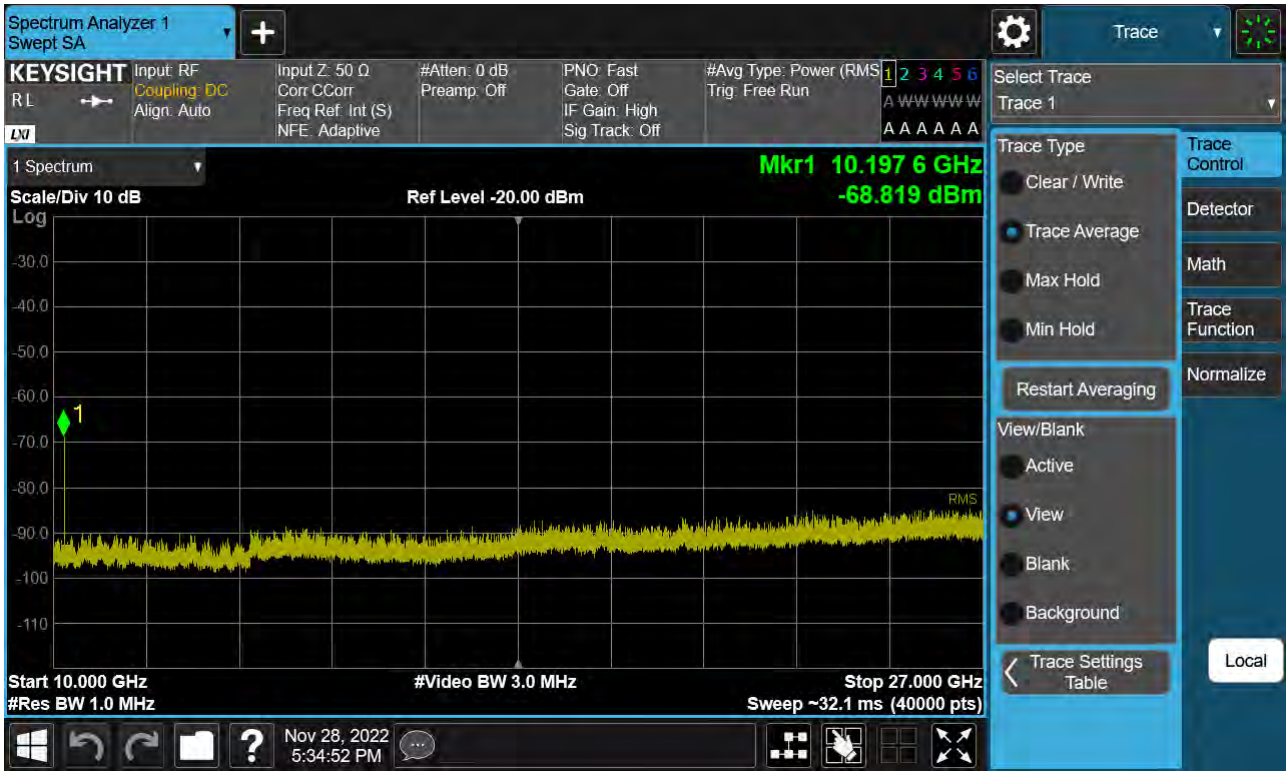 Spectrum Analyzer 1
Swept SA
+
Trace
KEYSIGHT
RL
LXI
Input: RF
Coupling: DC
Align: Auto
Input Z: 50 Ω
Corr CCorr
Freq Ref: Int (S)
NFE: Adaptive
#Atten: 0 dB
Preamp: Off
PNO: Fast
Gate: Off
IF Gain: High
Sig Track: Off
#Avg Type: Power (RMS
Trig: Free Run
1 2 3 4 5 6
A W W W W W
A A A A A A
Select Trace
Trace 1
1 Spectrum
Mkr1 10.197 6 GHz
Scale/Div 10 dB
Ref Level -20.00 dBm
-68.819 dBm
Log
-30.0
-40.0
-50.0
-60.0
1
-70.0
-80.0
RMS
-90.0
-100
-110
Start 10.000 GHz
#Video BW 3.0 MHz
Stop 27.000 GHz
#Res BW 1.0 MHz
Sweep ~32.1 ms (40000 pts)
Trace Type
Clear / Write
Trace Average
Max Hold
Min Hold
Restart Averaging
View/Blank
Active
View
Blank
Background
Trace Settings
Table
Trace
Control
Detector
Math
Trace
Function
Normalize
Local
?
Nov 28, 2022
5:34:52 PM